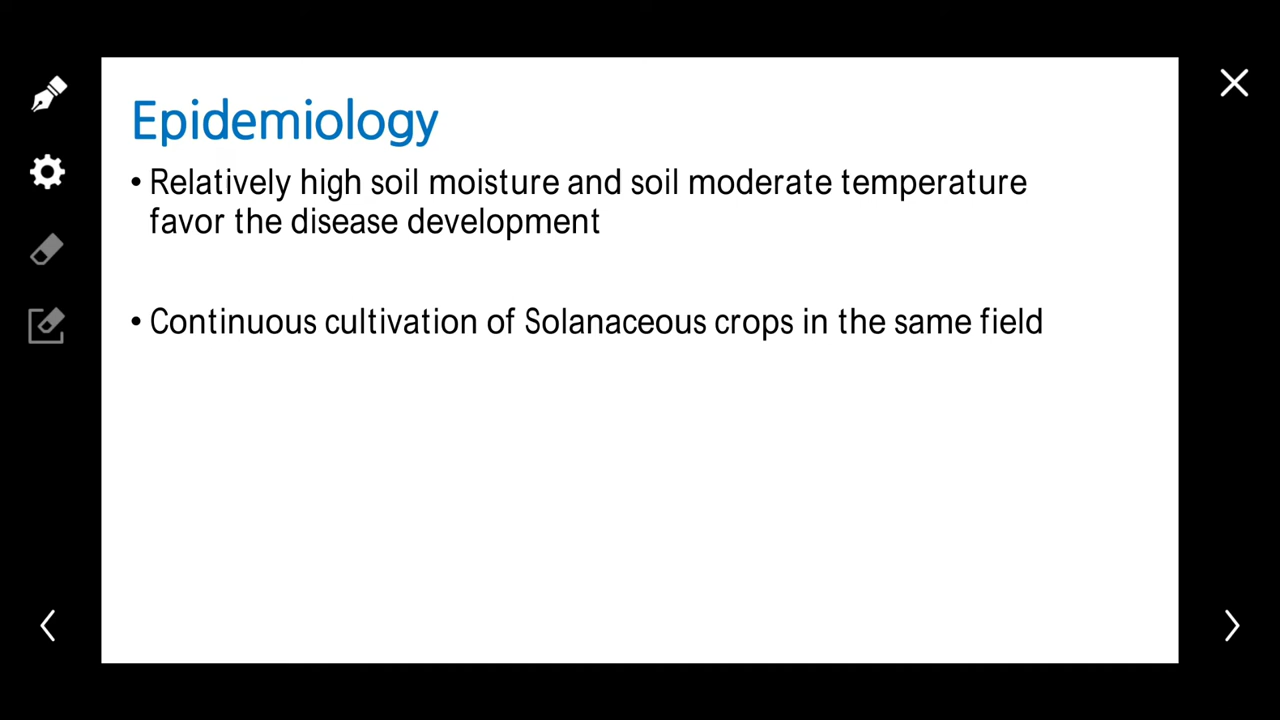 Epidemiology
• Relatively high soil moisture and soil moderate temperature
favor the disease development
• Continuous cultivation of Solanaceous crops in the same field